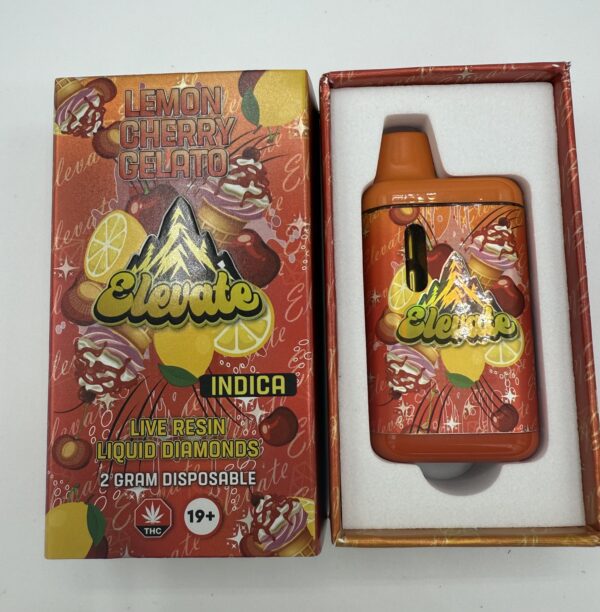 LEMON
CHERRY
GELATO
Elevate
INDICA
LIVE RESIN
LIQUID DIAMONDS
2 GRAM DISPOSABLE
THC
19+
Elevate